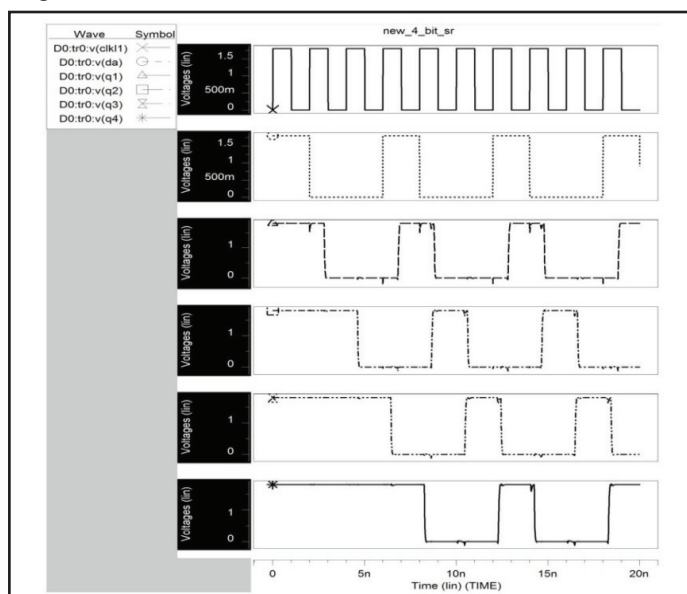 new_4_bit_sr
Wave Symbol
D0:tr0:v(clkl1)
D0:tr0:v(da)
D0:tr0:v(q1)
D0:tr0:v(q2)
D0:tr0:v(q3)
D0:tr0:v(q4)
Voltages (lin)
1.5
1
500m
0
Voltages (lin)
1.5
1
500m
0
Voltages (lin)
1
0
Voltages (lin)
1
0
Voltages (lin)
1
0
Voltages (lin)
1
0
0 5n 10n 15n 20n
Time (lin) (TIME)